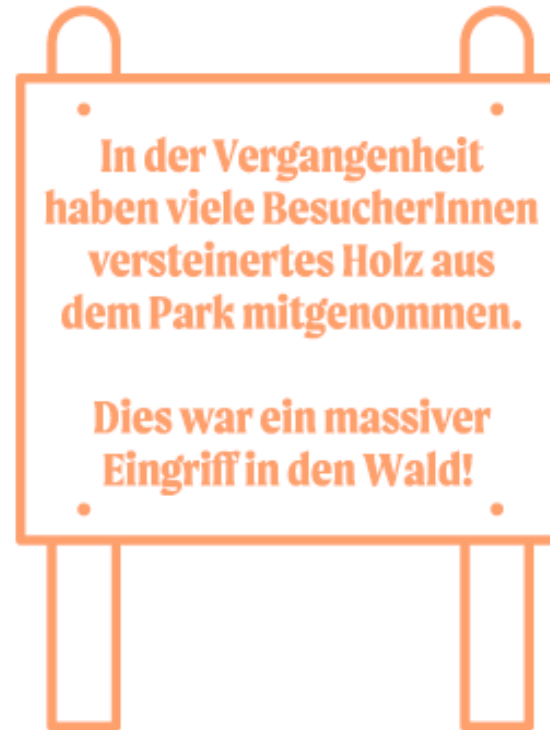 In der Vergangenheit
haben viele BesucherInnen
versteinertes Holz aus
dem Park mitgenommen.
Dies war ein massiver
Eingriff in den Wald!